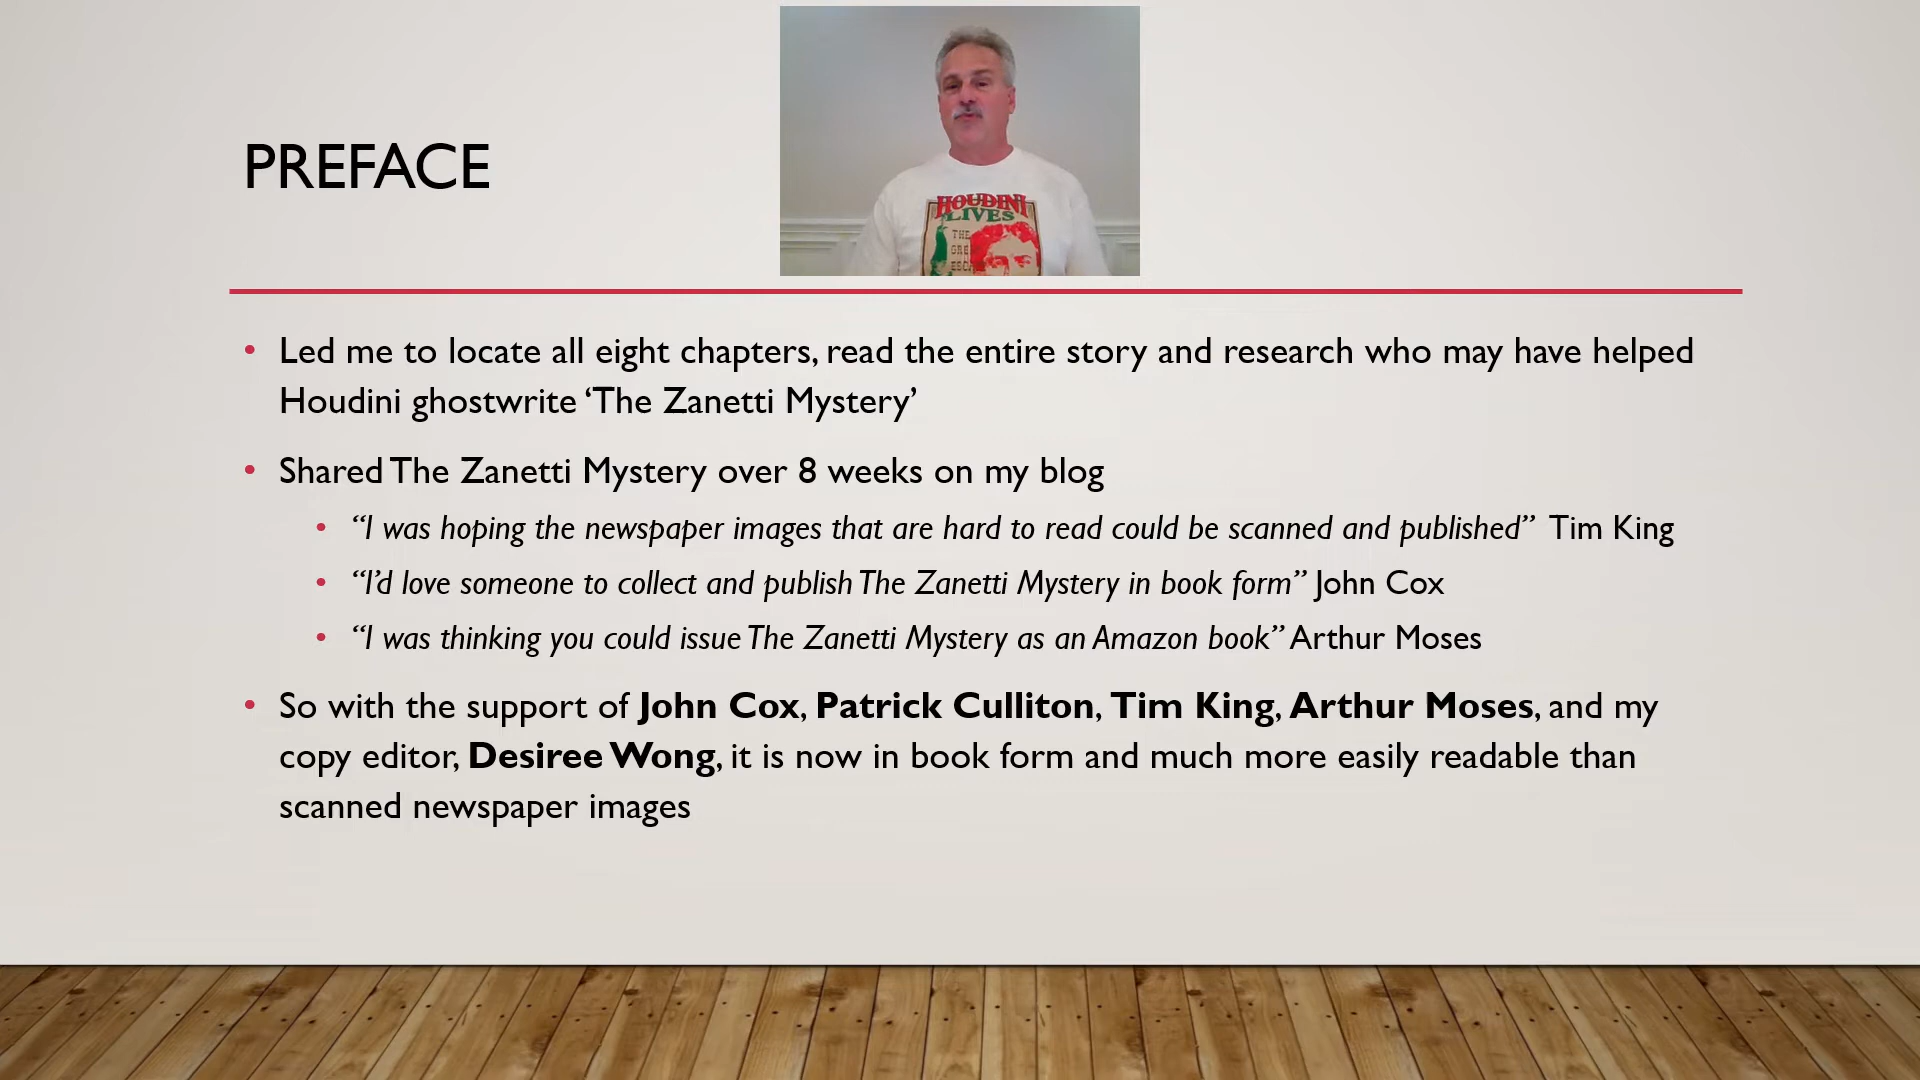 PREFACE
HOUDINI
LIVES
THE
• Led me to locate all eight chapters, read the entire story and research who may have helped
Houdini ghostwrite ‘The Zanetti Mystery’
• Shared The Zanetti Mystery over 8 weeks on my blog
• “I was hoping the newspaper images that are hard to read could be scanned and published” Tim King
• “I’d love someone to collect and publish The Zanetti Mystery in book form” John Cox
• “I was thinking you could issue The Zanetti Mystery as an Amazon book” Arthur Moses
• So with the support of John Cox, Patrick Culliton, Tim King, Arthur Moses, and my
copy editor, Desiree Wong, it is now in book form and much more easily readable than
scanned newspaper images